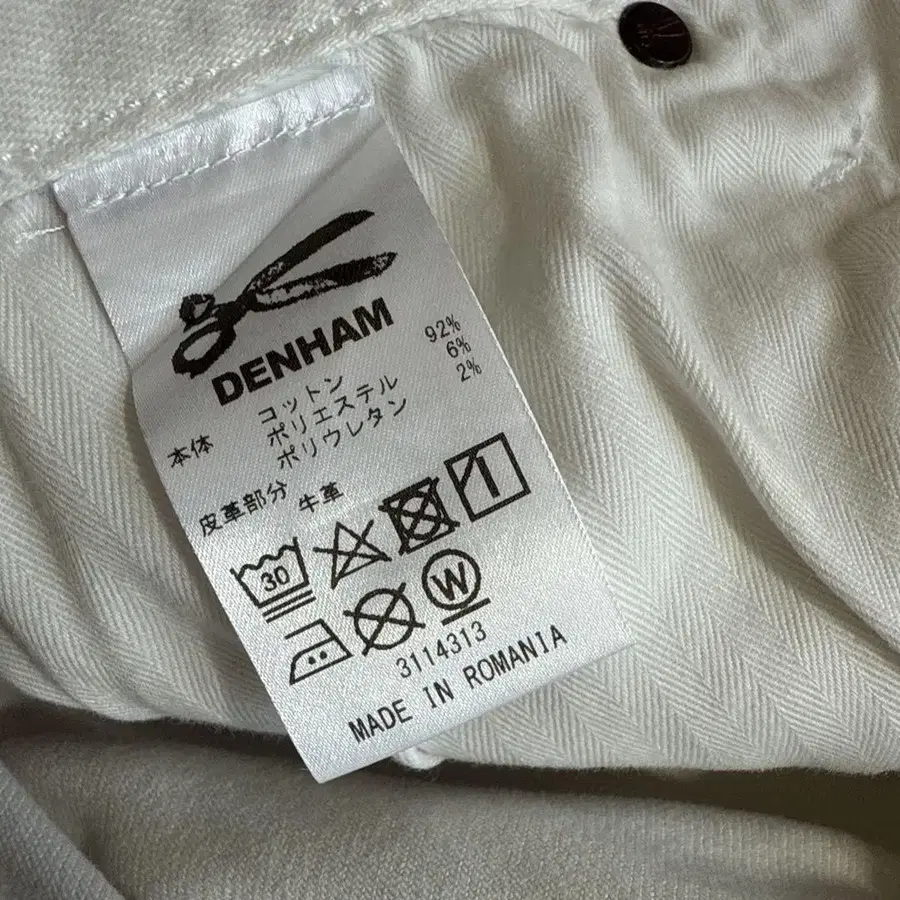 DENHAM
本体 コットン 92%
ポリエステル 6%
ポリウレタン 2%
皮革部分 牛革
30
W
3114313
MADE IN ROMANIA